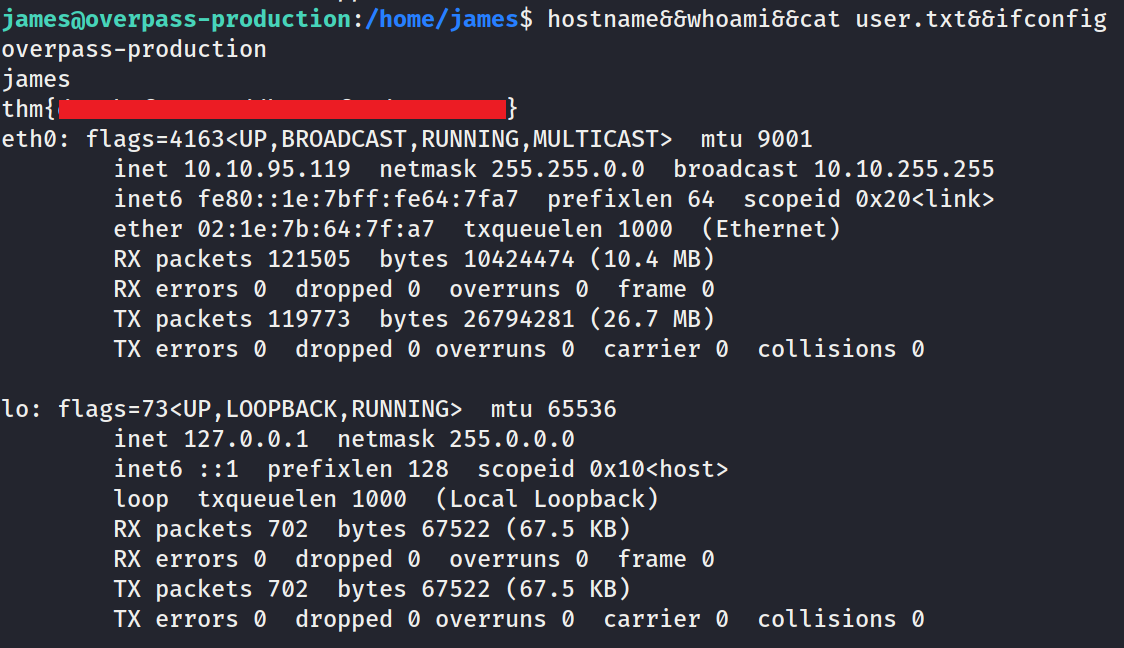 james@overpass-production:/home/james$ hostname&&whoami&&cat user.txt&&ifconfig
overpass-production
james
thm{ }
eth0: flags=4163<UP,BROADCAST,RUNNING,MULTICAST>  mtu 9001
        inet 10.10.95.119  netmask 255.255.0.0  broadcast 10.10.255.255
        inet6 fe80::1e:7bff:fe64:7fa7  prefixlen 64  scopeid 0x20<link>
        ether 02:1e:7b:64:7f:a7  txqueuelen 1000  (Ethernet)
        RX packets 121505  bytes 10424474 (10.4 MB)
        RX errors 0  dropped 0  overruns 0  frame 0
        TX packets 119773  bytes 26794281 (26.7 MB)
        TX errors 0  dropped 0 overruns 0  carrier 0  collisions 0

lo: flags=73<UP,LOOPBACK,RUNNING>  mtu 65536
        inet 127.0.0.1  netmask 255.0.0.0
        inet6 ::1  prefixlen 128  scopeid 0x10<host>
        loop  txqueuelen 1000  (Local Loopback)
        RX packets 702  bytes 67522 (67.5 KB)
        RX errors 0  dropped 0  overruns 0  frame 0
        TX packets 702  bytes 67522 (67.5 KB)
        TX errors 0  dropped 0 overruns 0  carrier 0  collisions 0